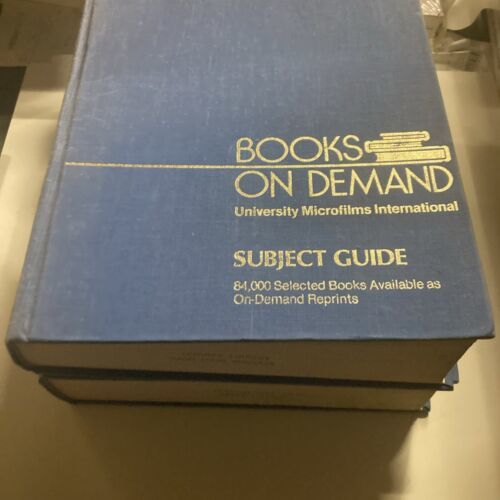 BOOKS
ON DEMAND
University Microfilms International
SUBJECT GUIDE
84,000 Selected Books Available as
On-Demand Reprints